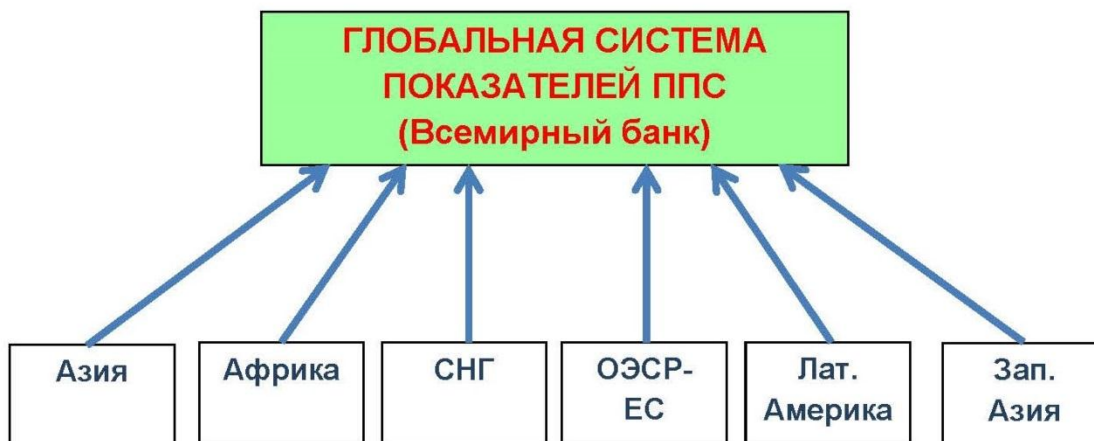 ГЛОБАЛЬНАЯ СИСТЕМА
ПОКАЗАТЕЛЕЙ ППС
(Всемирный банк)
Азия
Африка
СНГ
ОЭСР-
ЕС
Лат.
Америка
Зап.
Азия